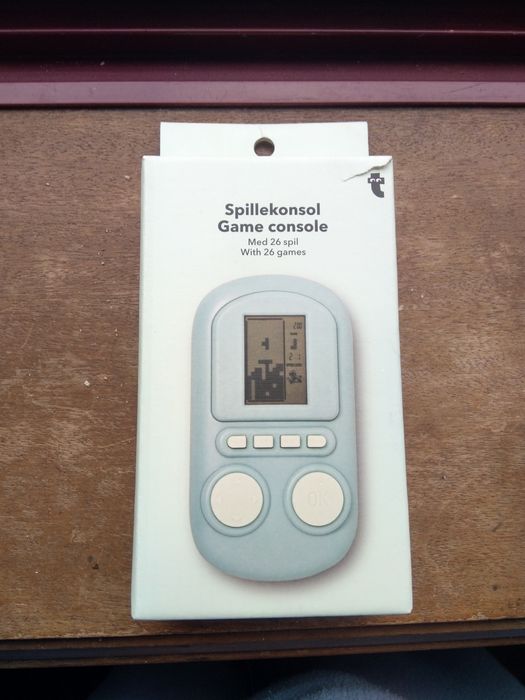 Spillekonsol
Game console
Med 26 spil
With 26 games
OK